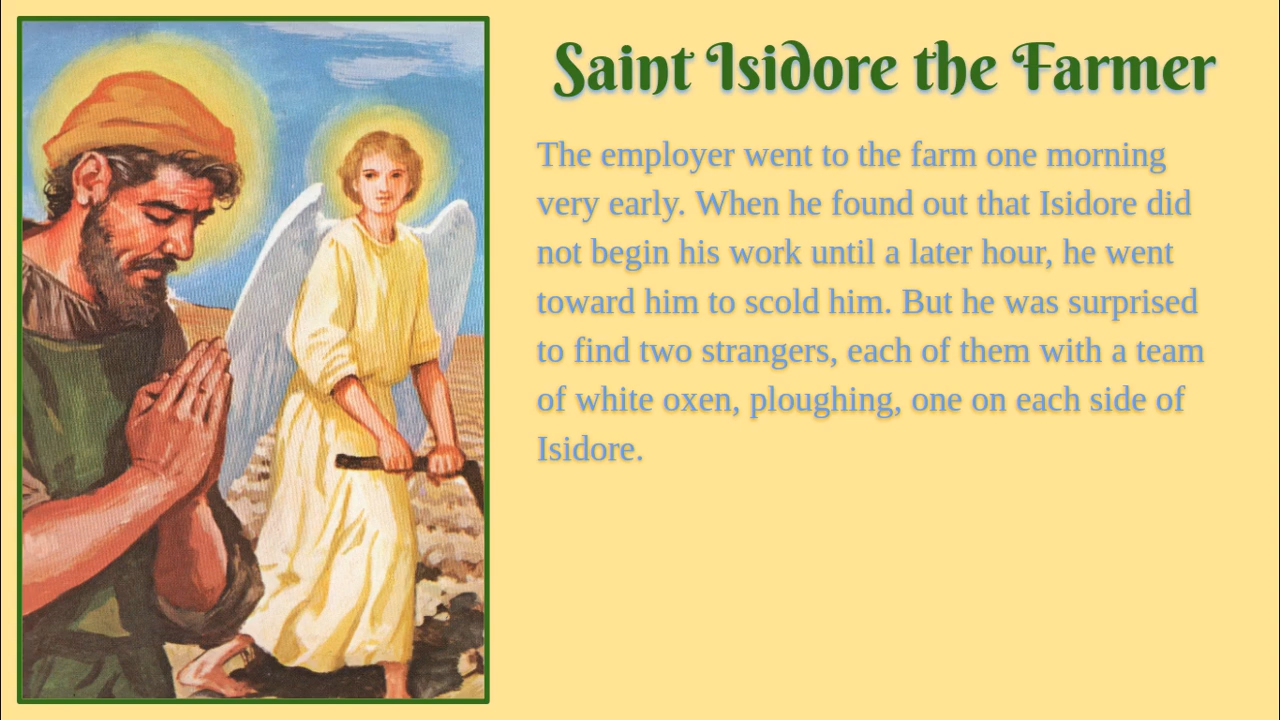 Saint Isidore the Farmer
The employer went to the farm one morning
very early. When he found out that Isidore did
not begin his work until a later hour, he went
toward him to scold him. But he was surprised
to find two strangers, each of them with a team
of white oxen, ploughing, one on each side of
Isidore.